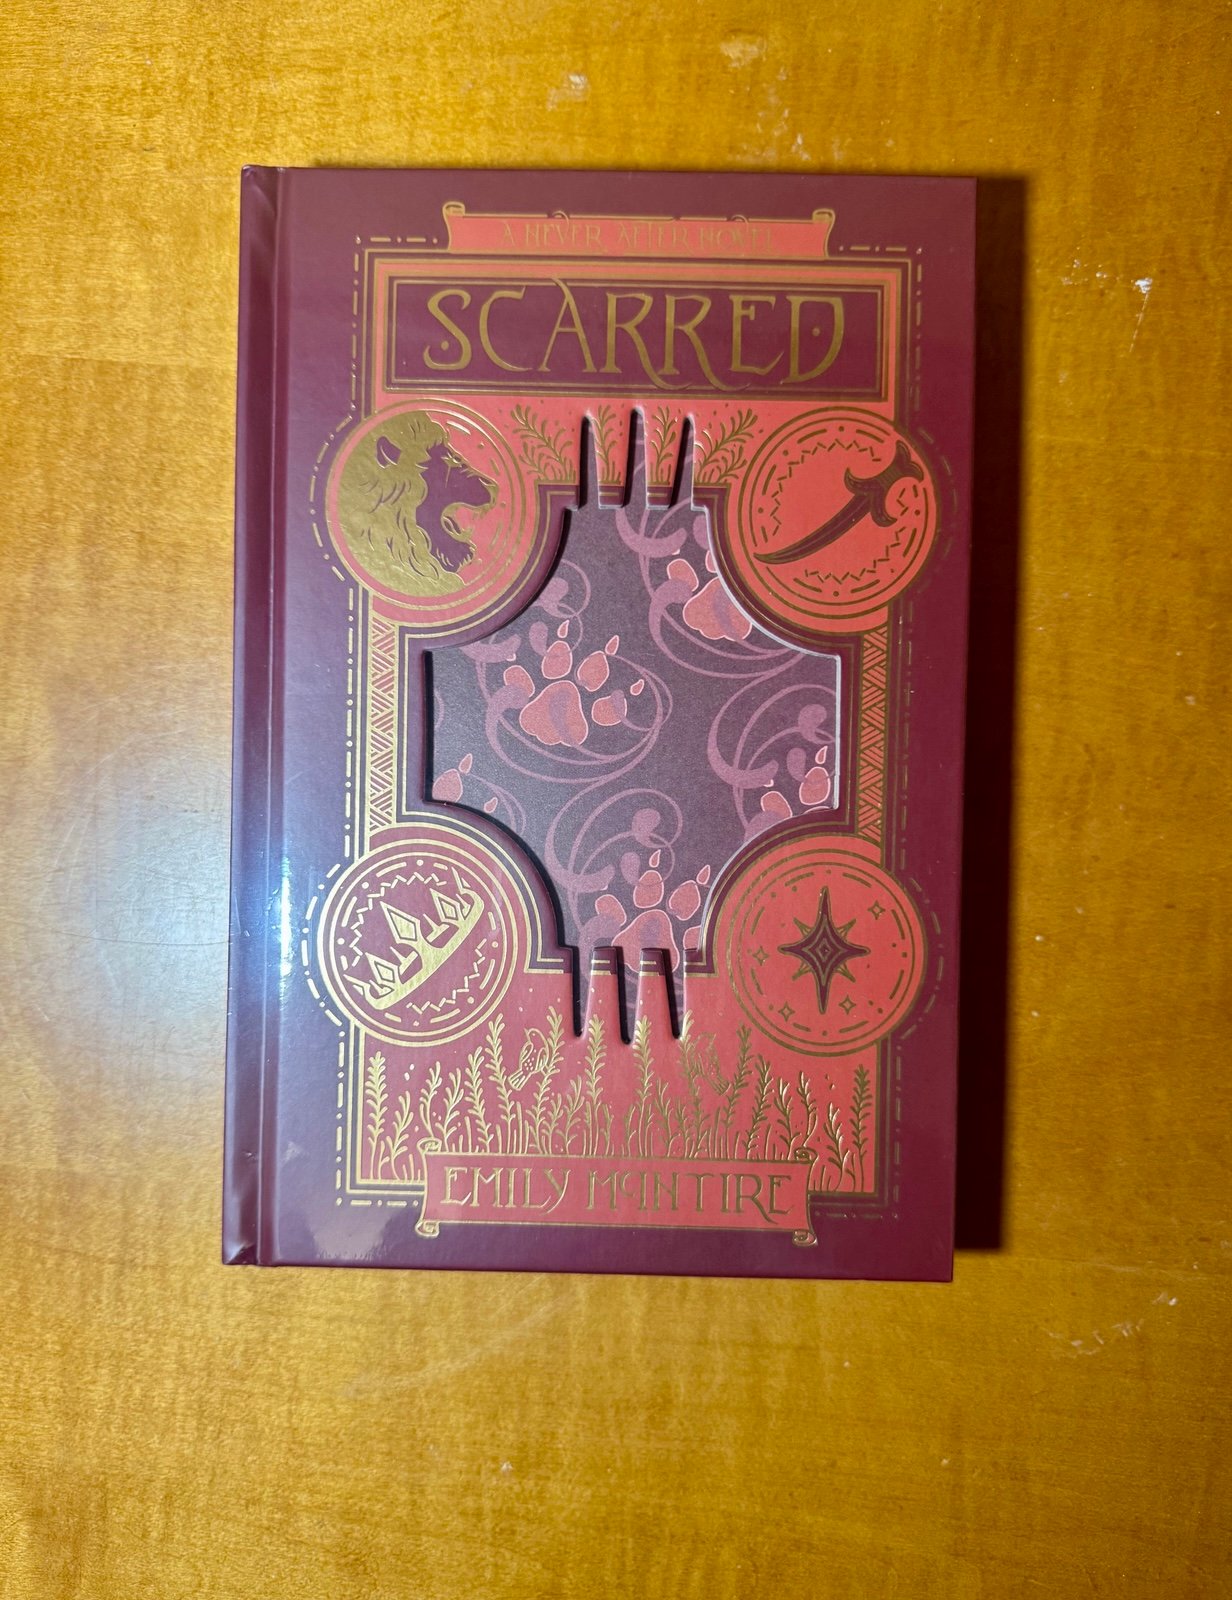 A NEVER AFTER NOVEL
SCARRED
EMILY MCINTIRE